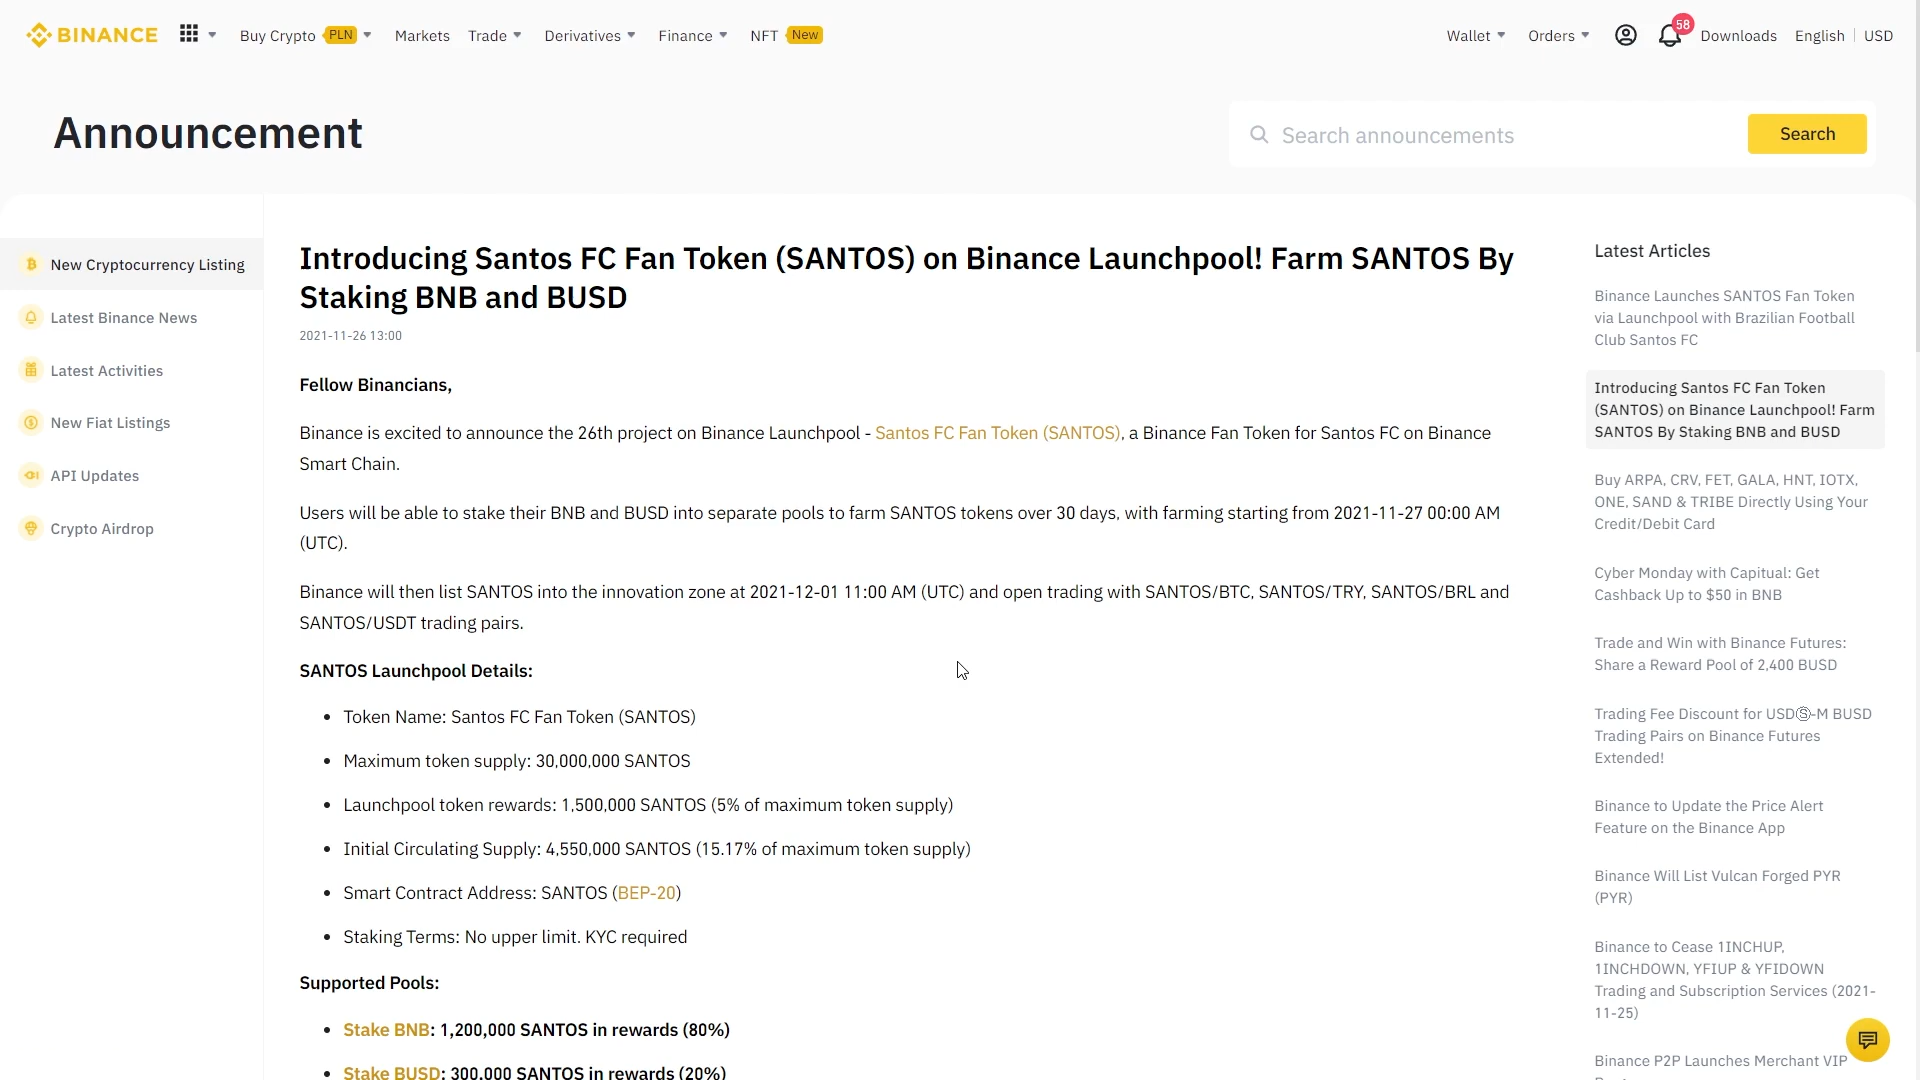 BINANCE
Buy Crypto PLN
Markets
Trade
Derivatives
Finance
NFT New
Wallet
Orders
58
Downloads
English
USD
Announcement
Search announcements
Search
New Cryptocurrency Listing
Latest Binance News
Latest Activities
New Fiat Listings
API Updates
Crypto Airdrop
Introducing Santos FC Fan Token (SANTOS) on Binance Launchpool! Farm SANTOS By
Staking BNB and BUSD
2021-11-26 13:00
Fellow Binancians,
Binance is excited to announce the 26th project on Binance Launchpool - Santos FC Fan Token (SANTOS), a Binance Fan Token for Santos FC on Binance
Smart Chain.
Users will be able to stake their BNB and BUSD into separate pools to farm SANTOS tokens over 30 days, with farming starting from 2021-11-27 00:00 AM
(UTC).
Binance will then list SANTOS into the innovation zone at 2021-12-01 11:00 AM (UTC) and open trading with SANTOS/BTC, SANTOS/TRY, SANTOS/BRL and
SANTOS/USDT trading pairs.
SANTOS Launchpool Details:
• Token Name: Santos FC Fan Token (SANTOS)
• Maximum token supply: 30,000,000 SANTOS
• Launchpool token rewards: 1,500,000 SANTOS (5% of maximum token supply)
• Initial Circulating Supply: 4,550,000 SANTOS (15.17% of maximum token supply)
• Smart Contract Address: SANTOS (BEP-20)
• Staking Terms: No upper limit. KYC required
Supported Pools:
• Stake BNB: 1,200,000 SANTOS in rewards (80%)
• Stake BUSD: 300,000 SANTOS in rewards (20%)
Latest Articles
Binance Launches SANTOS Fan Token
via Launchpool with Brazilian Football
Club Santos FC
Introducing Santos FC Fan Token
(SANTOS) on Binance Launchpool! Farm
SANTOS By Staking BNB and BUSD
Buy ARPA, CRV, FET, GALA, HNT, IOTX,
ONE, SAND & TRIBE Directly Using Your
Credit/Debit Card
Cyber Monday with Capitual: Get
Cashback Up to $50 in BNB
Trade and Win with Binance Futures:
Share a Reward Pool of 2,400 BUSD
Trading Fee Discount for USDⓈ-M BUSD
Trading Pairs on Binance Futures
Extended!
Binance to Update the Price Alert
Feature on the Binance App
Binance Will List Vulcan Forged PYR
(PYR)
Binance to Cease 1INCHUP,
1INCHDOWN, YFIUP & YFIDOWN
Trading and Subscription Services (2021-
11-25)
Binance P2P Launches Merchant VIP